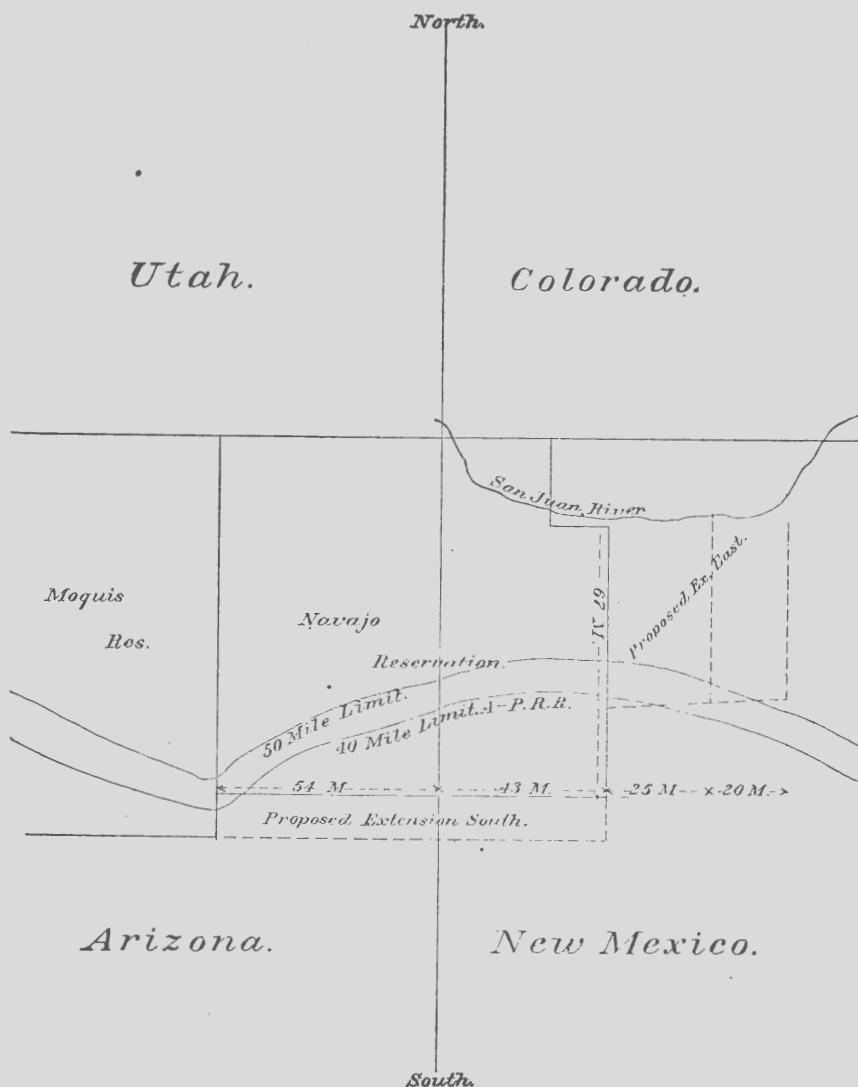 North.
Utah.
Colorado.
San Juan River
Moquis
Res.
Navajo
Reservation.
67 M.
Proposed Ex. East.
50 Mile Limit.
40 Mile Limit. A-P.R.R.
54 M
43 M.
25 M
20 M.
Proposed Extension South.
Arizona.
New Mexico.
South.